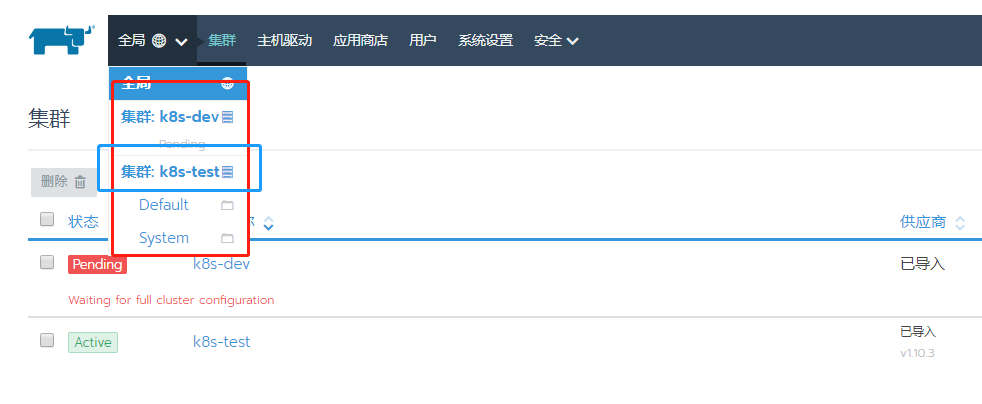 全局 集群 主机驱动 应用商店 用户 系统设置 安全
全局
集群: k8s-dev
Pending
集群: k8s-test
Default
System
集群
删除
状态 供应商
Pending k8s-dev 已导入
Waiting for full cluster configuration
Active k8s-test 已导入
v1.10.3